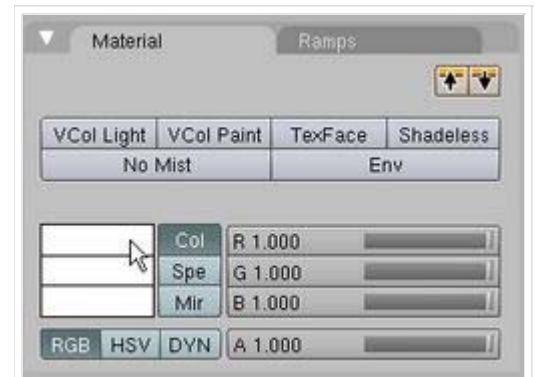 Material Ramps
VCol Light VCol Paint TexFace Shadeless
No Mist Env
Col R 1.000
Spe G 1.000
Mir B 1.000
RGB HSV DYN A 1.000